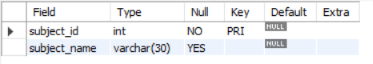 Field Type Null Key Default Extra
subject_id int NO PRI NULL
subject_name varchar(30) YES NULL